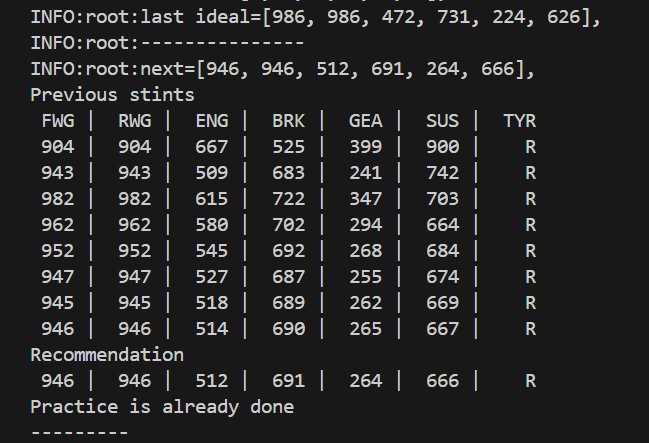 INFO:root:last ideal=[986, 986, 472, 731, 224, 626],
INFO:root:---------------
INFO:root:next=[946, 946, 512, 691, 264, 666],
Previous stints
FWG | RWG | ENG | BRK | GEA | SUS | TYR
904 | 904 | 667 | 525 | 399 | 900 | R
943 | 943 | 509 | 683 | 241 | 742 | R
982 | 982 | 615 | 722 | 347 | 703 | R
962 | 962 | 580 | 702 | 294 | 664 | R
952 | 952 | 545 | 692 | 268 | 684 | R
947 | 947 | 527 | 687 | 255 | 674 | R
945 | 945 | 518 | 689 | 262 | 669 | R
946 | 946 | 514 | 690 | 265 | 667 | R
Recommendation
946 | 946 | 512 | 691 | 264 | 666 | R
Practice is already done
---------